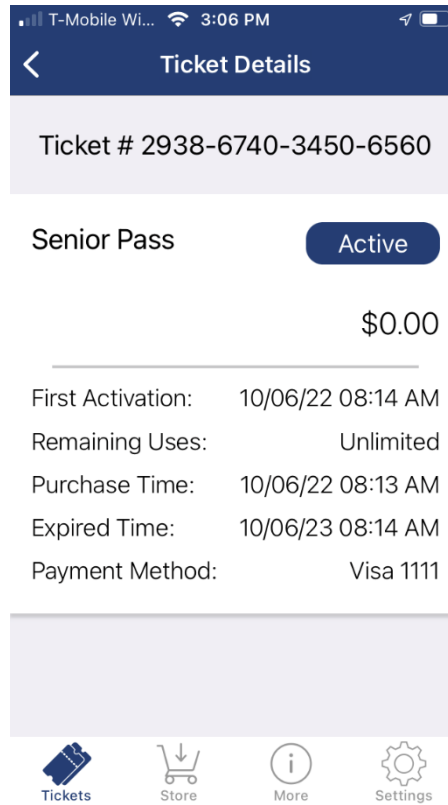 T-Mobile Wi... 3:06 PM
Ticket Details
Ticket # 2938-6740-3450-6560
Senior Pass Active
$0.00
First Activation: 10/06/22 08:14 AM
Remaining Uses: Unlimited
Purchase Time: 10/06/22 08:13 AM
Expired Time: 10/06/23 08:14 AM
Payment Method: Visa 1111
Tickets Store More Settings